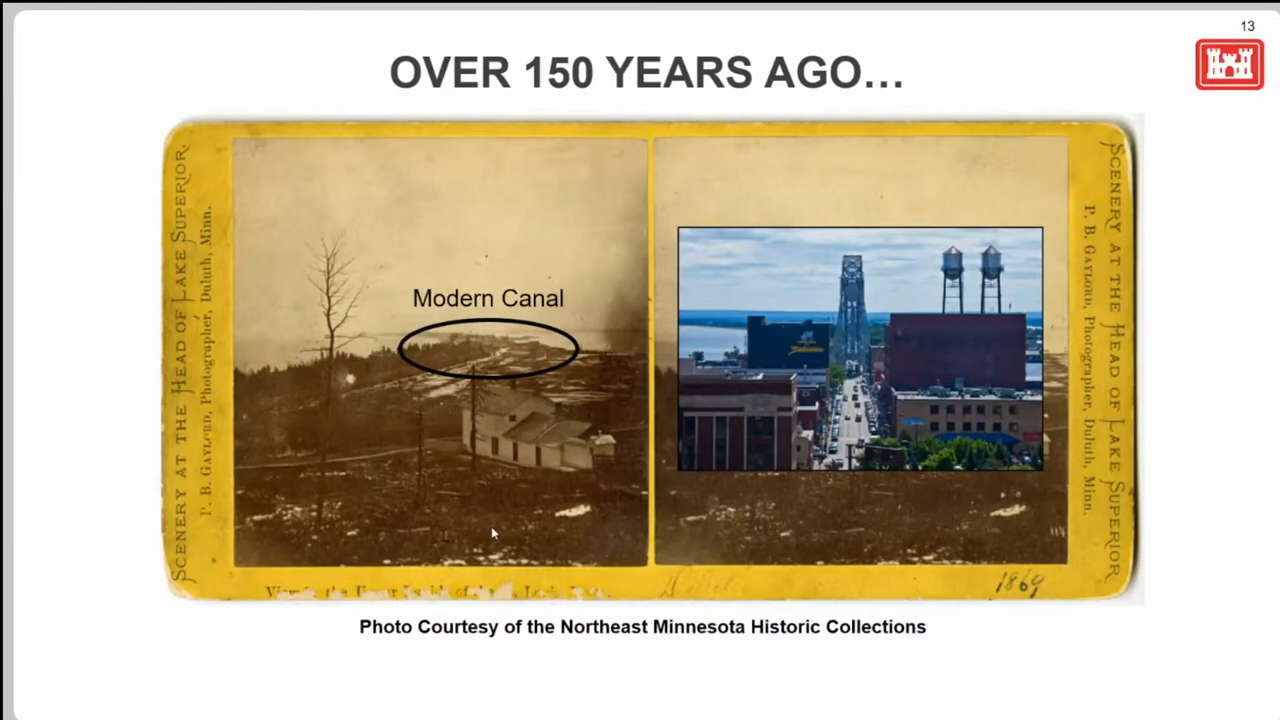 13
OVER 150 YEARS AGO…
SCENERY AT THE HEAD OF LAKE SUPERIOR.
P. B. GAYLORD, Photographer, Duluth, Minn.
Modern Canal
SCENERY AT THE HEAD OF LAKE SUPERIOR
P. B. GAYLORD, Photographer, Duluth, Minn.
the
1869
Photo Courtesy of the Northeast Minnesota Historic Collections